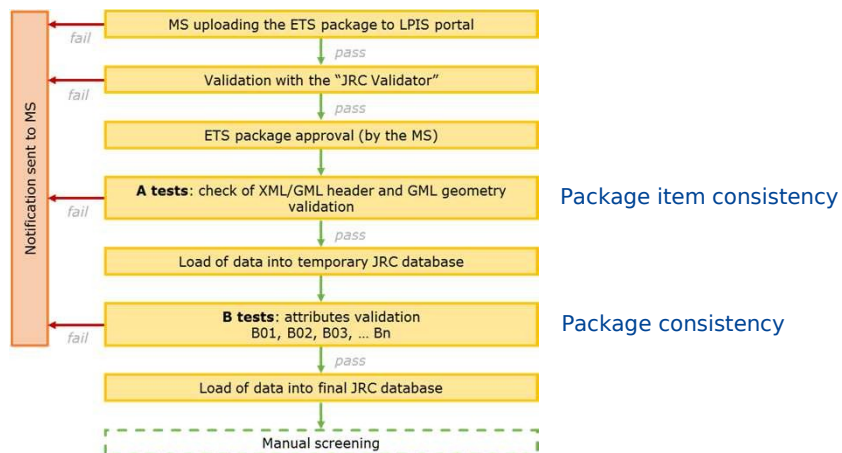 MS uploading the ETS package to LPIS portal
fail
pass
Validation with the “JRC Validator”
fail
pass
ETS package approval (by the MS)
Notification sent to MS
A tests: check of XML/GML header and GML geometry
validation
Package item consistency
fail
pass
Load of data into temporary JRC database
B tests: attributes validation
B01, B02, B03, ... Bn
Package consistency
fail
pass
Load of data into final JRC database
Manual screening